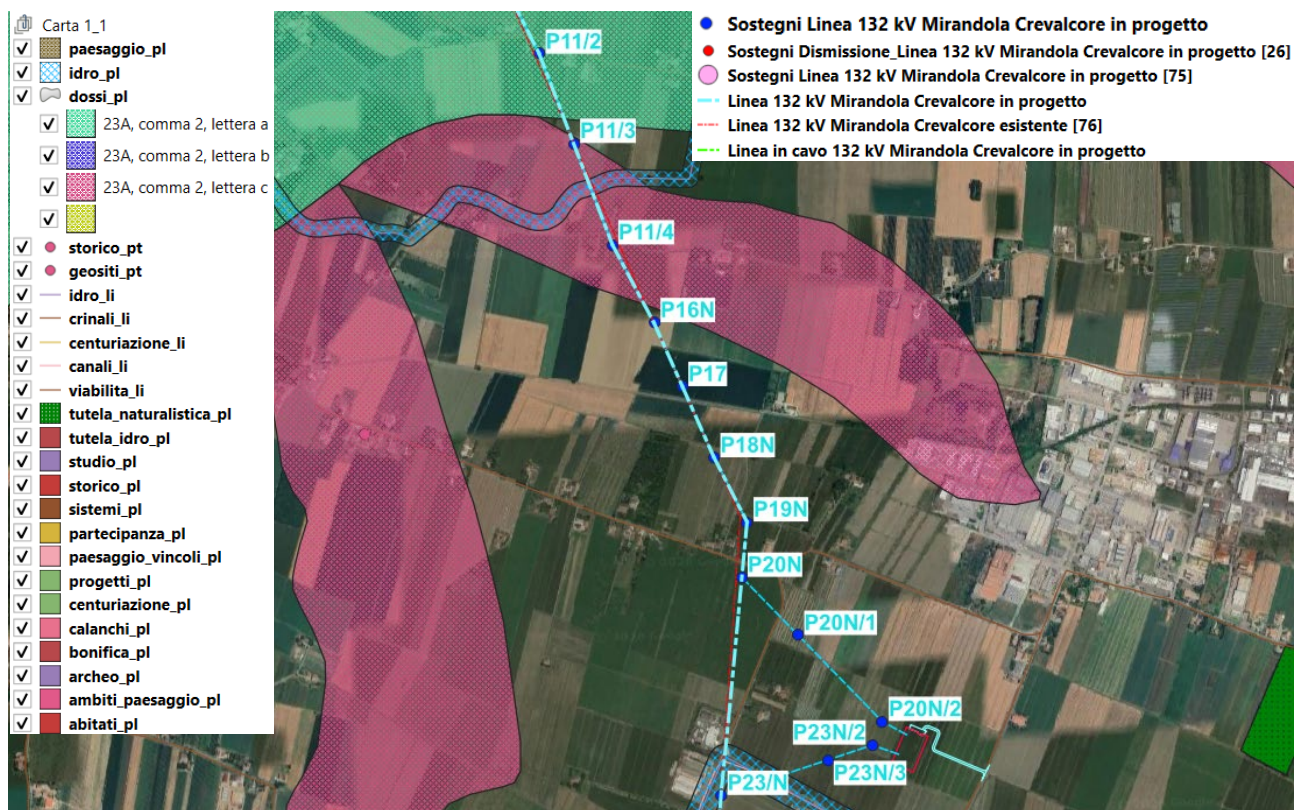 Carta 1_1
paesaggio_pl
idro_pl
dossi_pl
23A, comma 2, lettera a
23A, comma 2, lettera b
23A, comma 2, lettera c
storico_pt
geositi_pt
idro_li
crinali_li
centuriazione_li
canali_li
viabilita_li
tutela_naturalistica_pl
tutela_idro_pl
studio_pl
storico_pl
sistemi_pl
partecipanza_pl
paesaggio_vincoli_pl
progetti_pl
centuriazione_pl
calanchi_pl
bonifica_pl
archeo_pl
ambiti_paesaggio_pl
abitati_pl
Sostegni Linea 132 kV Mirandola Crevalcore in progetto
Sostegni Dismissione_Linea 132 kV Mirandola Crevalcore in progetto [26]
Sostegni Linea 132 kV Mirandola Crevalcore in progetto [75]
Linea 132 kV Mirandola Crevalcore in progetto
Linea 132 kV Mirandola Crevalcore esistente [76]
Linea in cavo 132 kV Mirandola Crevalcore in progetto
P11/2
P11/3
P11/4
P16N
P17
P18N
P19N
P20N
P20N/1
P20N/2
P23N/2
P23N/3
P23/N